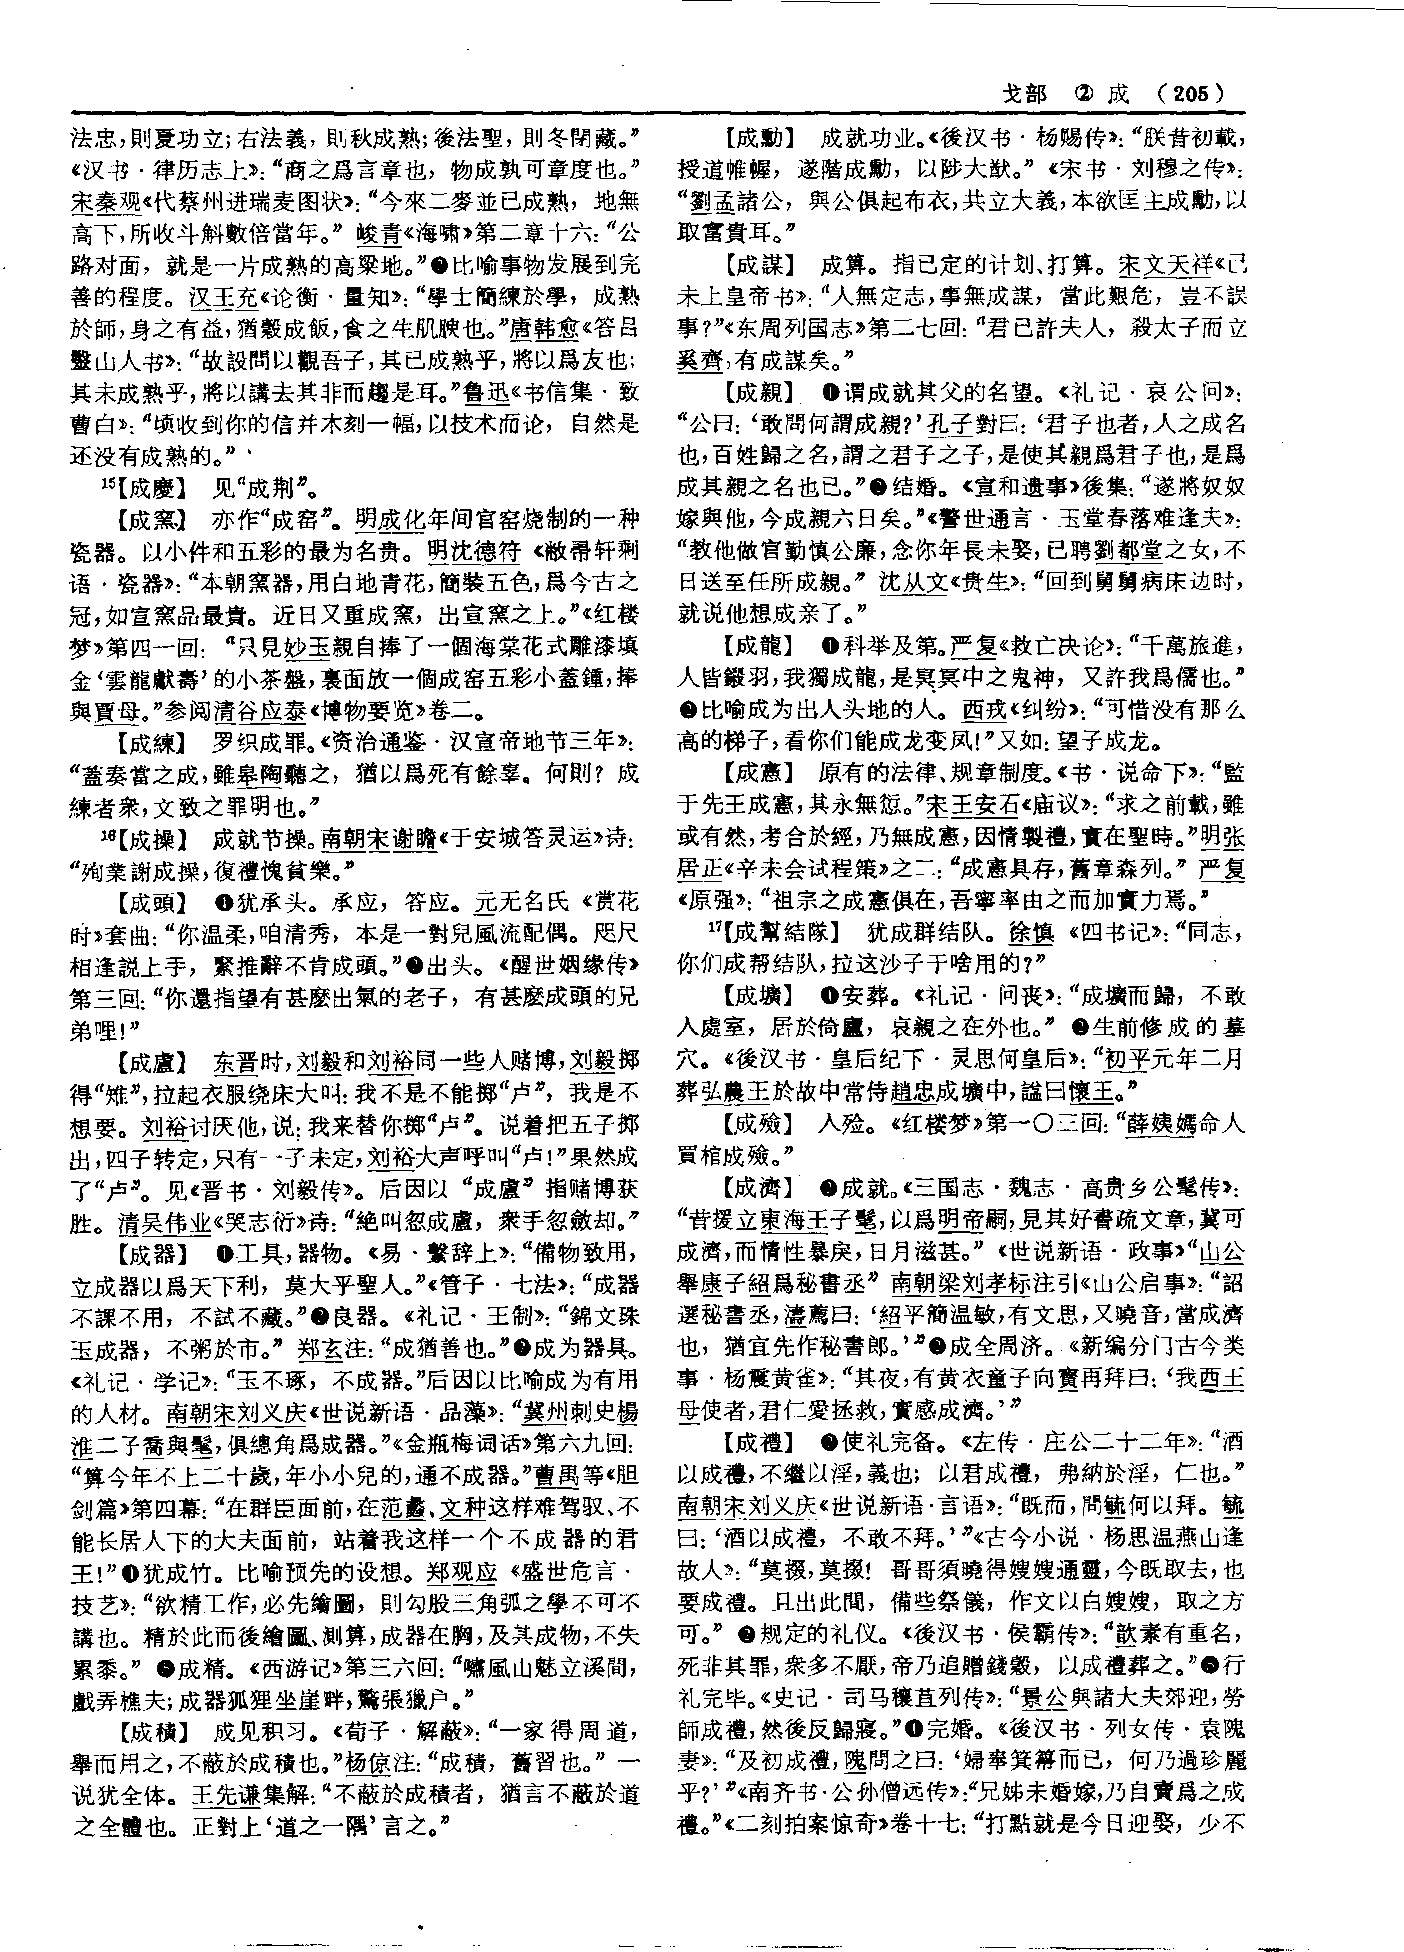 戈部 ② 成 (205)
法忠，則夏功立；右法義，則秋成熟；後法聖，則冬閉藏。”
《汉书·律历志上》：“商之爲言章也，物成孰可章度也。”
宋秦观《代蔡州进瑞麦图状》：“今來二麥並已成熟，地無
高下，所收斗斛數倍當年。”峻青《海啸》第二章十六：“公
路对面，就是一片成熟的高粱地。”❷比喻事物发展到完
善的程度。汉王充《论衡·量知》：“學士簡練於學，成熟
於師，身之有益，猶穀成飯，食之生肌腴也。”唐韩愈《答吕
毉山人书》：“故設問以觀吾子，其已成熟乎，將以爲友也；
其未成熟乎，將以講去其非而趨是耳。”鲁迅《书信集·致
曹白》：“顷收到你的信并木刻一幅，以技术而论，自然是
还没有成熟的。”
15【成慶】 见“成荆”。
【成窯】 亦作“成窑”。明成化年间官窑烧制的一种
瓷器。以小件和五彩的最为名贵。明沈德符《敝帚轩剩
语·瓷器》：“本朝窯器，用白地青花，簡裝五色，爲今古之
冠，如宣窯品最貴。近日又重成窯，出宣窯之上。”《红楼
梦》第四一回：“只見妙玉親自捧了一個海棠花式雕漆填
金‘雲龍獻壽’的小茶盤，裏面放一個成窑五彩小蓋鍾，捧
與賈母。”参阅清谷应泰《博物要览》卷二。
【成練】 罗织成罪。《资治通鉴·汉宣帝地节三年》：
“蓋奏當之成，雖皋陶聽之，猶以爲死有餘辜。何則？成
練者衆，文致之罪明也。”
16【成操】 成就节操。南朝宋谢瞻《于安城答灵运》诗：
“殉業謝成操，復禮愧貧樂。”
【成頭】 ❶犹承头。承应，答应。元无名氏《赏花
时》套曲：“你温柔，咱清秀，本是一對兒風流配偶。咫尺
相逢説上手，緊推辭不肯成頭。”❷出头。《醒世姻缘传》
第三回：“你還指望有甚麽出氣的老子，有甚麽成頭的兄
弟哩！”
【成盧】 东晋时，刘毅和刘裕同一些人赌博，刘毅掷
得“雉”，拉起衣服绕床大叫：我不是不能掷“卢”，我是不
想要。刘裕讨厌他，说：我来替你掷“卢”。说着把五子掷
出，四子转定，只有一子未定，刘裕大声呼叫“卢！”果然成
了“卢”。见《晋书·刘毅传》。后因以“成盧”指赌博获
胜。清吴伟业《哭志衍》诗：“絶叫忽成盧，衆手忽斂却。”
【成器】 ❶工具，器物。《易·繫辞上》：“備物致用，
立成器以爲天下利，莫大乎聖人。”《管子·七法》：“成器
不課不用，不試不藏。”❷良器。《礼记·王制》：“錦文珠
玉成器，不粥於市。”郑玄注：“成猶善也。”❸成为器具。
《礼记·学记》：“玉不琢，不成器。”后因以比喻成为有用
的人材。南朝宋刘义庆《世说新语·品藻》：“冀州刺史楊
淮二子喬與髦，俱總角爲成器。”《金瓶梅词话》第六九回：
“算今年不上二十歲，年小小兒的，通不成器。”曹禺等《胆
剑篇》第四幕：“在群臣面前，在范蠡、文种这样难驾驭、不
能长居人下的大夫面前，站着我这样一个不成器的君
王！”❹犹成竹。比喻预先的设想。郑观应《盛世危言·
技艺》：“欲精工作，必先繪圖，則勾股三角弧之學不可不
講也。精於此而後繪圖、測算，成器在胸，及其成物，不失
累黍。”❺成精。《西游记》第三六回：“嘯風山魅立溪間，
戲弄樵夫；成器狐狸坐崖畔，驚張獵户。”
【成積】 成见积习。《荀子·解蔽》：“一家得周道，
舉而用之，不蔽於成積也。”杨倞注：“成積，舊習也。”一
说犹全体。王先谦集解：“不蔽於成積者，猶言不蔽於道
之全體也。正對上‘道之一隅’言之。”
【成勳】 成就功业。《後汉书·杨赐传》：“朕昔初載，
授道帷幄，遂階成勳，以陟大猷。”《宋书·刘穆之传》：
“劉孟諸公，與公俱起布衣，共立大義，本欲匡主成勳，以
取富貴耳。”
【成謀】 成算。指已定的计划、打算。宋文天祥《己
未上皇帝书》：“人無定志，事無成謀，當此艱危，豈不誤
事？”《东周列国志》第二七回：“君已許夫人，殺太子而立
奚齊，有成謀矣。”
【成親】 ❶谓成就其父的名望。《礼记·哀公问》：
“公曰：‘敢問何謂成親？’孔子對曰：‘君子也者，人之成名
也，百姓歸之名，謂之君子之子，是使其親爲君子也，是爲
成其親之名也已。”❷结婚。《宣和遗事》後集：“遂將奴奴
嫁與他，今成親六日矣。”《警世通言·玉堂春落难逢夫》：
“教他做官勤慎公廉，念你年長未娶，已聘劉都堂之女，不
日送至任所成親。”沈从文《贵生》：“回到舅舅病床边时，
就说他想成亲了。”
【成龍】 ❶科举及第。严复《救亡决论》：“千萬旅進，
人皆鎩羽，我獨成龍，是冥冥中之鬼神，又許我爲儒也。”
❷比喻成为出人头地的人。西戎《纠纷》：“可惜没有那么
高的梯子，看你们能成龙变凤！”又如：望子成龙。
【成憲】 原有的法律、规章制度。《书·说命下》：“監
于先王成憲，其永無愆。”宋王安石《庙议》：“求之前載，雖
或有然，考合於經，乃無成憲，因情製禮，實在聖時。”明张
居正《辛未会试程策》之二：“成憲具存，舊章森列。”严复
《原强》：“祖宗之成憲俱在，吾寧率由之而加實力焉。”
17【成幫結隊】 犹成群结队。徐慎《四书记》：“同志，
你们成帮结队，拉这沙子于啥用的？”
【成壙】 ❶安葬。《礼记·问丧》：“成壙而歸，不敢
入處室，居於倚廬，哀親之在外也。”❷生前修成的墓
穴。《後汉书·皇后纪下·灵思何皇后》：“初平元年二月
葬弘農王於故中常侍趙忠成壙中，謚曰懷王。”
【成殮】 入殓。《红楼梦》第一〇三回：“薛姨媽命人
買棺成殮。”
【成濟】 ❶成就。《三国志·魏志·高贵乡公髦传》：
“昔援立東海王子髦，以爲明帝嗣，見其好書疏文章，冀可
成濟，而情性暴戾，日月滋甚。”《世说新语·政事》“山公
舉康子紹爲秘書丞”南朝梁刘孝标注引《山公启事》：“詔
選秘書丞，濤薦曰：‘紹平簡温敏，有文思，又曉音，當成濟
也，猶宜先作秘書郎。’”❷成全周济。《新编分门古今类
事·杨震黄雀》：“其夜，有黄衣童子向寶再拜曰：‘我西王
母使者，君仁愛拯救，實感成濟。’”
【成禮】 ❶使礼完备。《左传·庄公二十二年》：“酒
以成禮，不繼以淫，義也；以君成禮，弗納於淫，仁也。”
南朝宋刘义庆《世说新语·言语》：“既而，問毓何以拜。毓
曰：‘酒以成禮，不敢不拜。’”《古今小说·杨思温燕山逢
故人》：“莫掇，莫掇！哥哥須曉得嫂嫂通靈，今既取去，也
要成禮。且出此間，備些祭儀，作文以白嫂嫂，取之方
可。”❷规定的礼仪。《後汉书·侯霸传》：“歆素有重名，
死非其罪，衆多不厭，帝乃追贈錢穀，以成禮葬之。”❸行
礼完毕。《史记·司马穰苴列传》：“景公與諸大夫郊迎，勞
師成禮，然後反歸寢。”❹完婚。《後汉书·列女传·袁隗
妻》：“及初成禮，隗問之曰：‘婦奉箕箒而已，何乃過珍麗
乎？’”《南齐书·公孙僧远传》：“兄姊未婚嫁，乃自賣爲之成
禮。”《二刻拍案惊奇》卷十七：“打點就是今日迎娶，少不